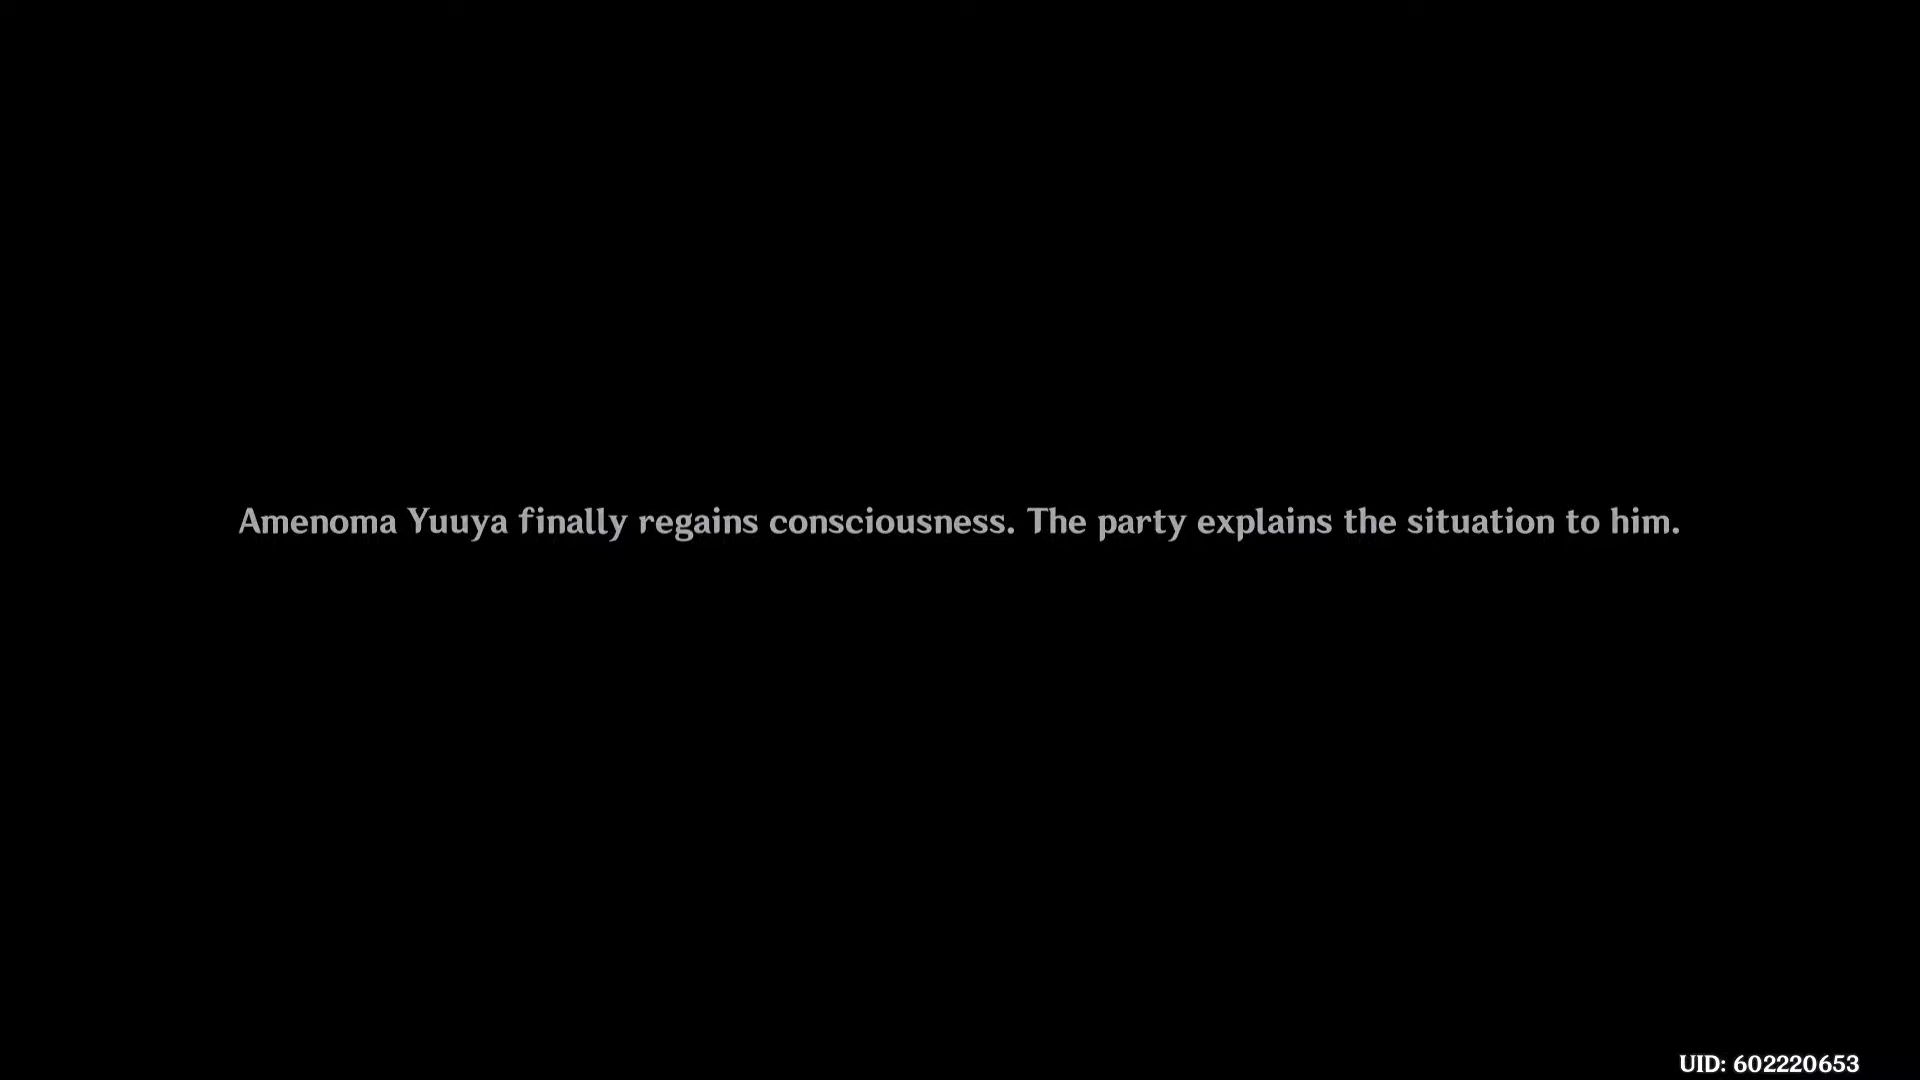 Amenoma Yuuya finally regains consciousness. The party explains the situation to him.
UID: 602220653